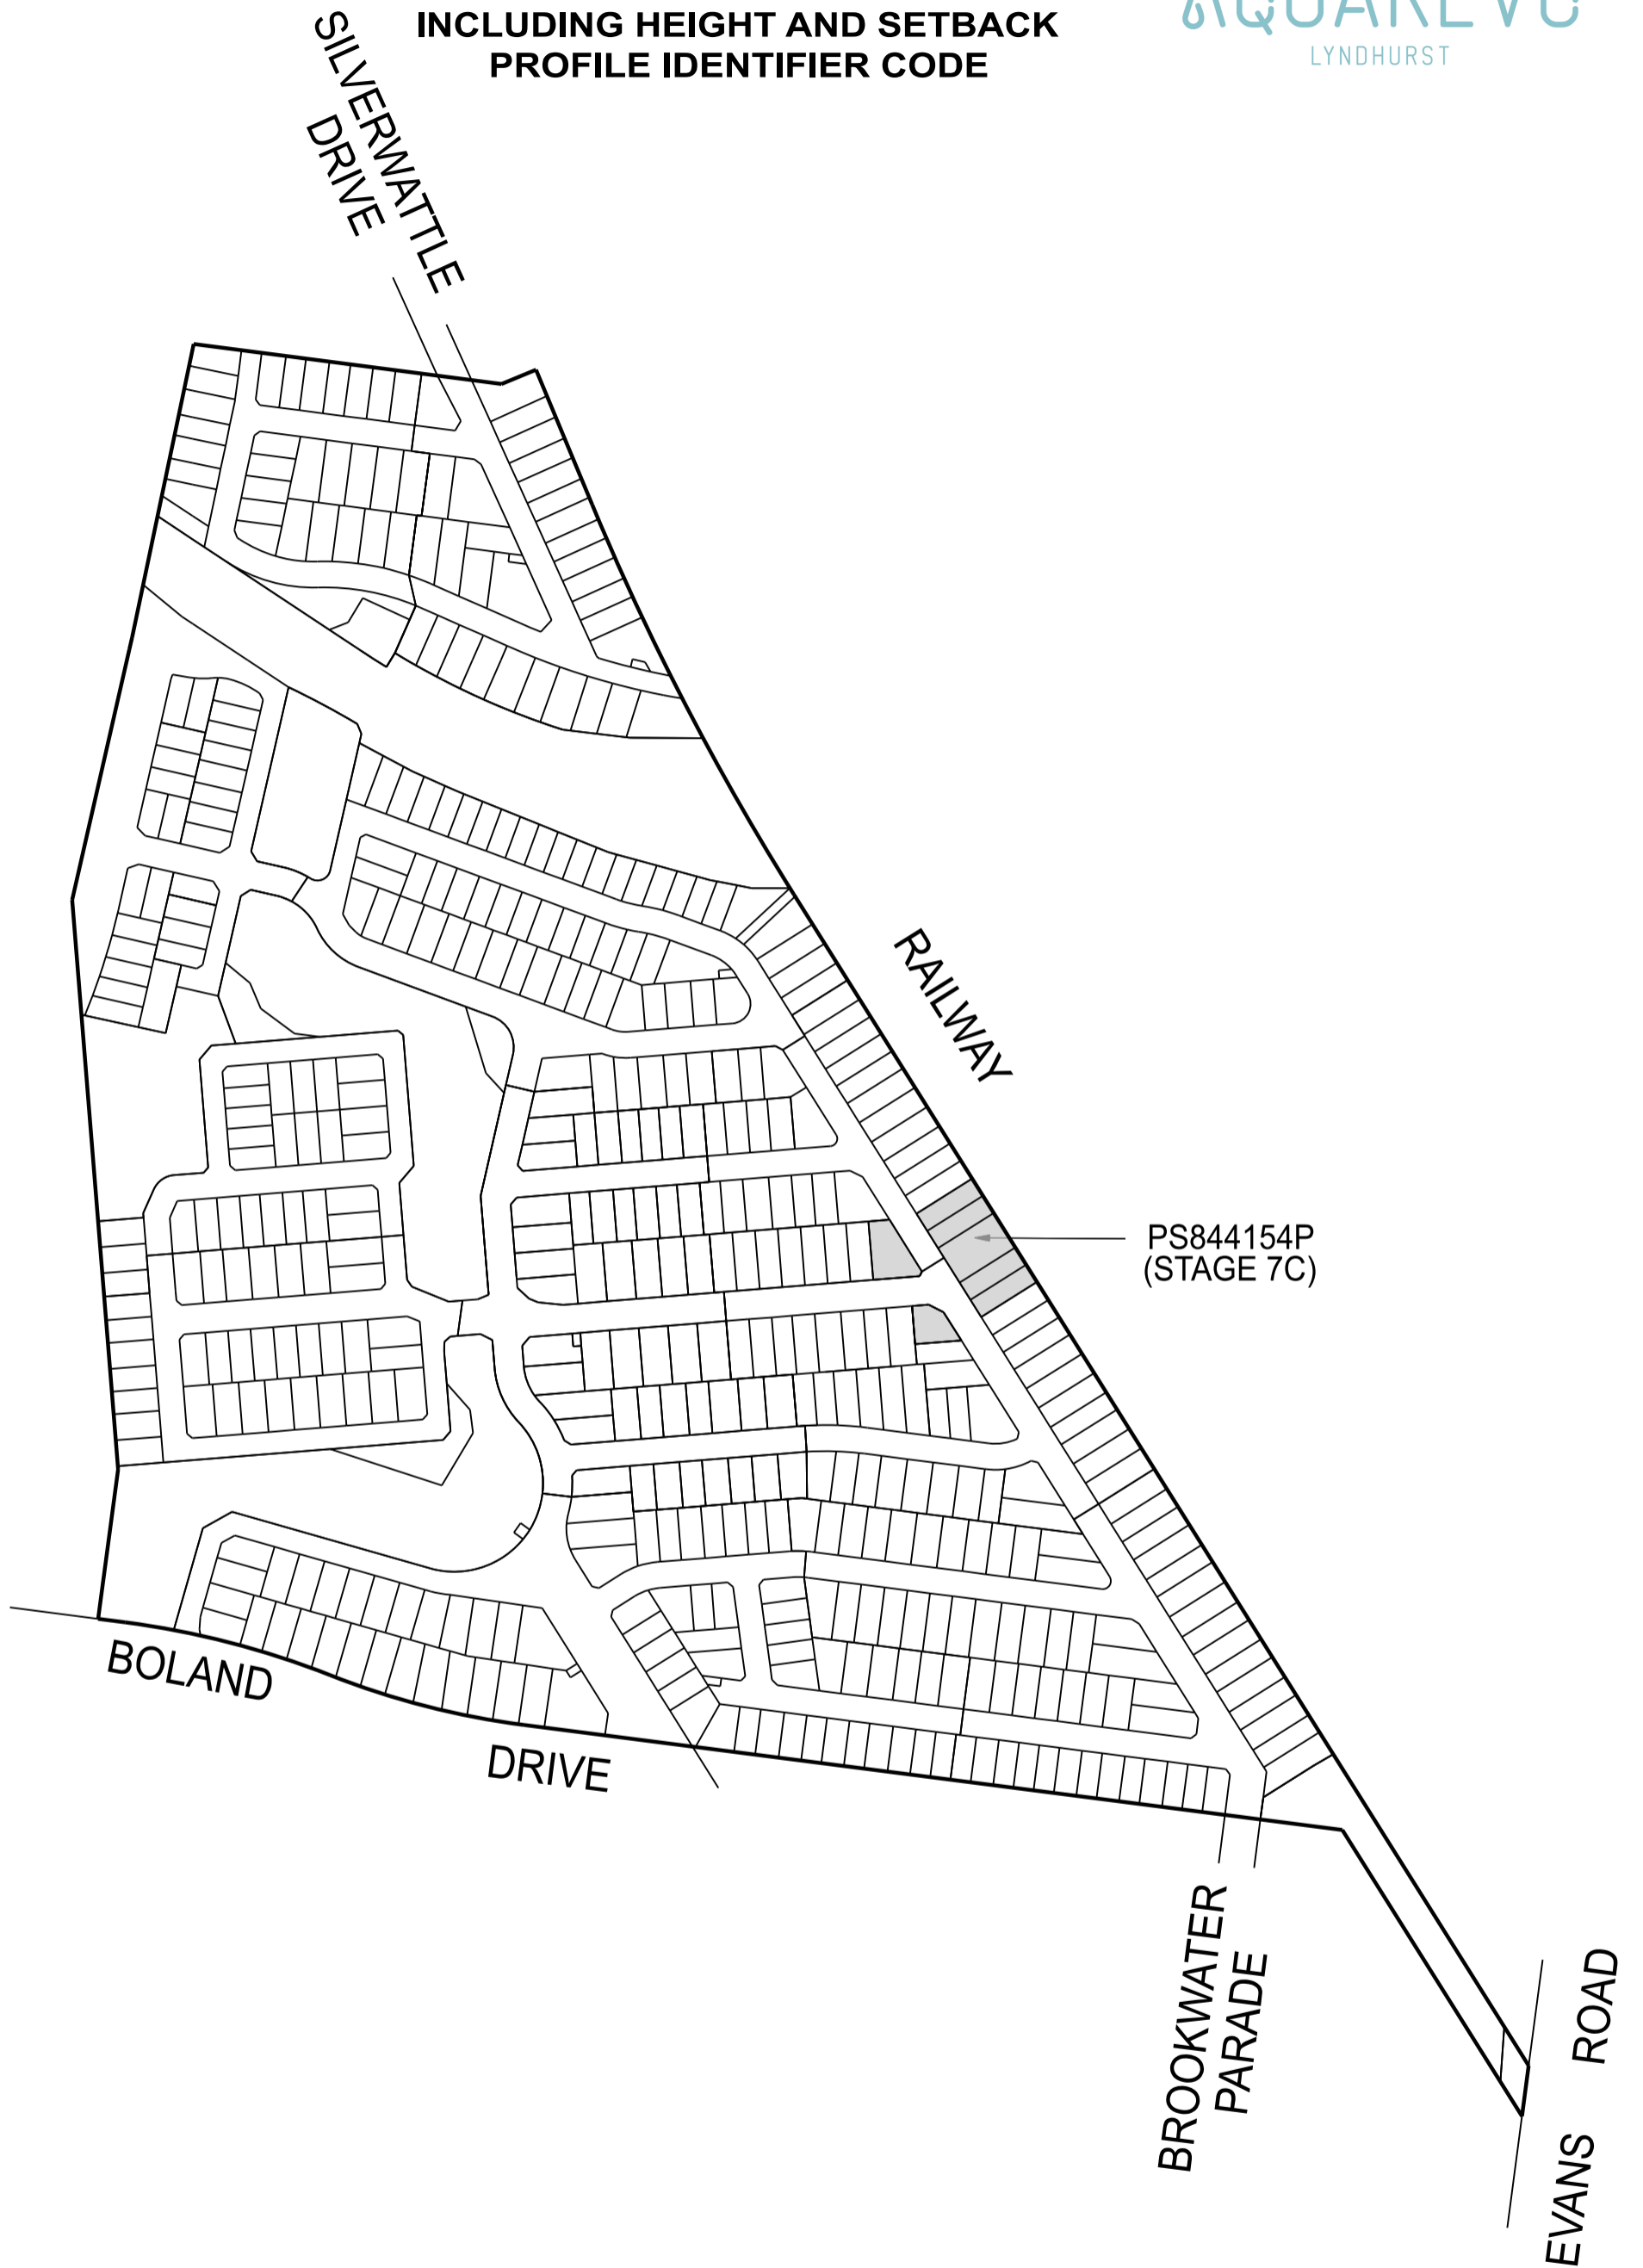 INCLUDING HEIGHT AND SETBACK
PROFILE IDENTIFIER CODE
AQUAREVO
LYNDHURST
SILVERWATTLE
DRIVE
RAILWAY
PS844154P
(STAGE 7C)
BOLAND
DRIVE
BROOKWATER
PARADE
EVANS ROAD